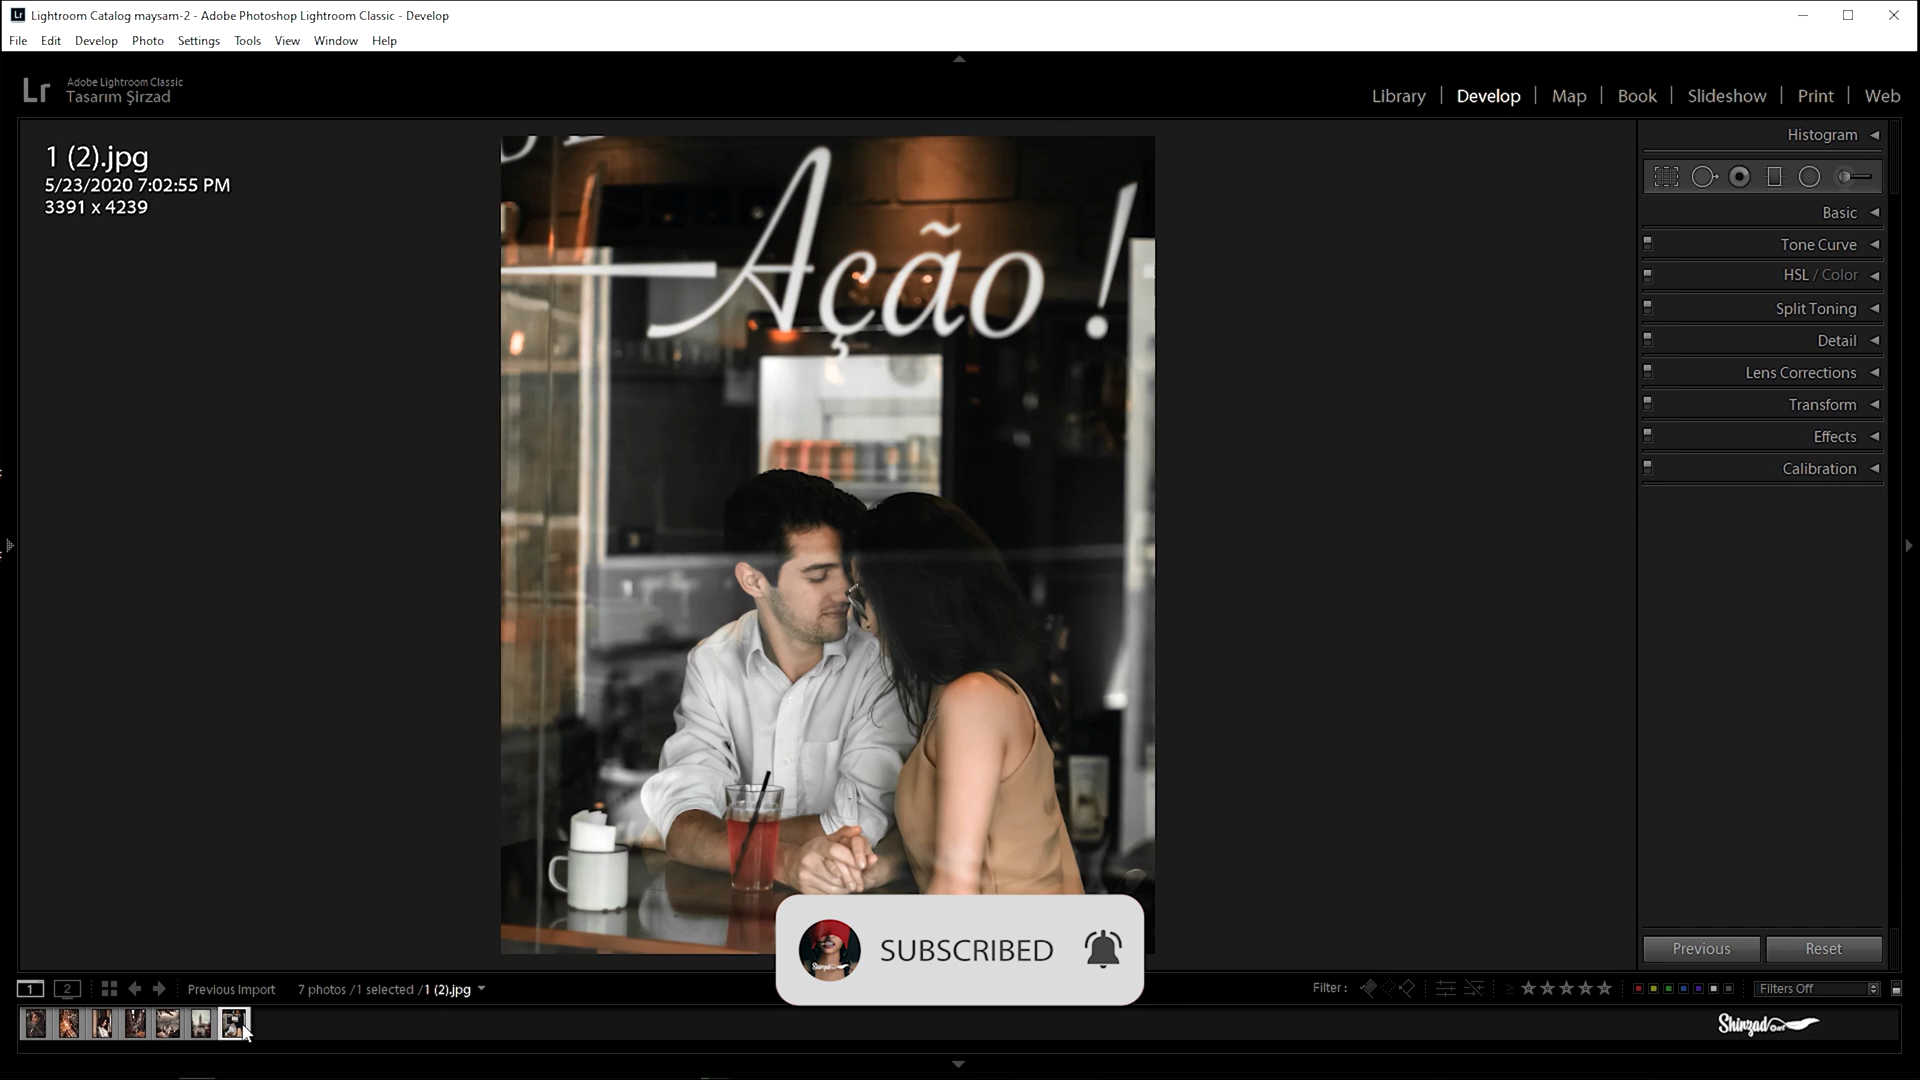 Lightroom Catalog maysam-2 - Adobe Photoshop Lightroom Classic - Develop
File Edit Develop Photo Settings Tools View Window Help
Lr
Adobe Lightroom Classic
Tasarım Şirzad
Library | Develop | Map | Book | Slideshow | Print | Web
1 (2).jpg
5/23/2020 7:02:55 PM
3391 x 4239
Ação !
Histogram
Basic
Tone Curve
HSL / Color
Split Toning
Detail
Lens Corrections
Transform
Effects
Calibration
Previous Reset
SUBSCRIBED
1 2 Previous Import 7 photos / 1 selected / 1 (2).jpg Filter : Filters Off
Shirzad